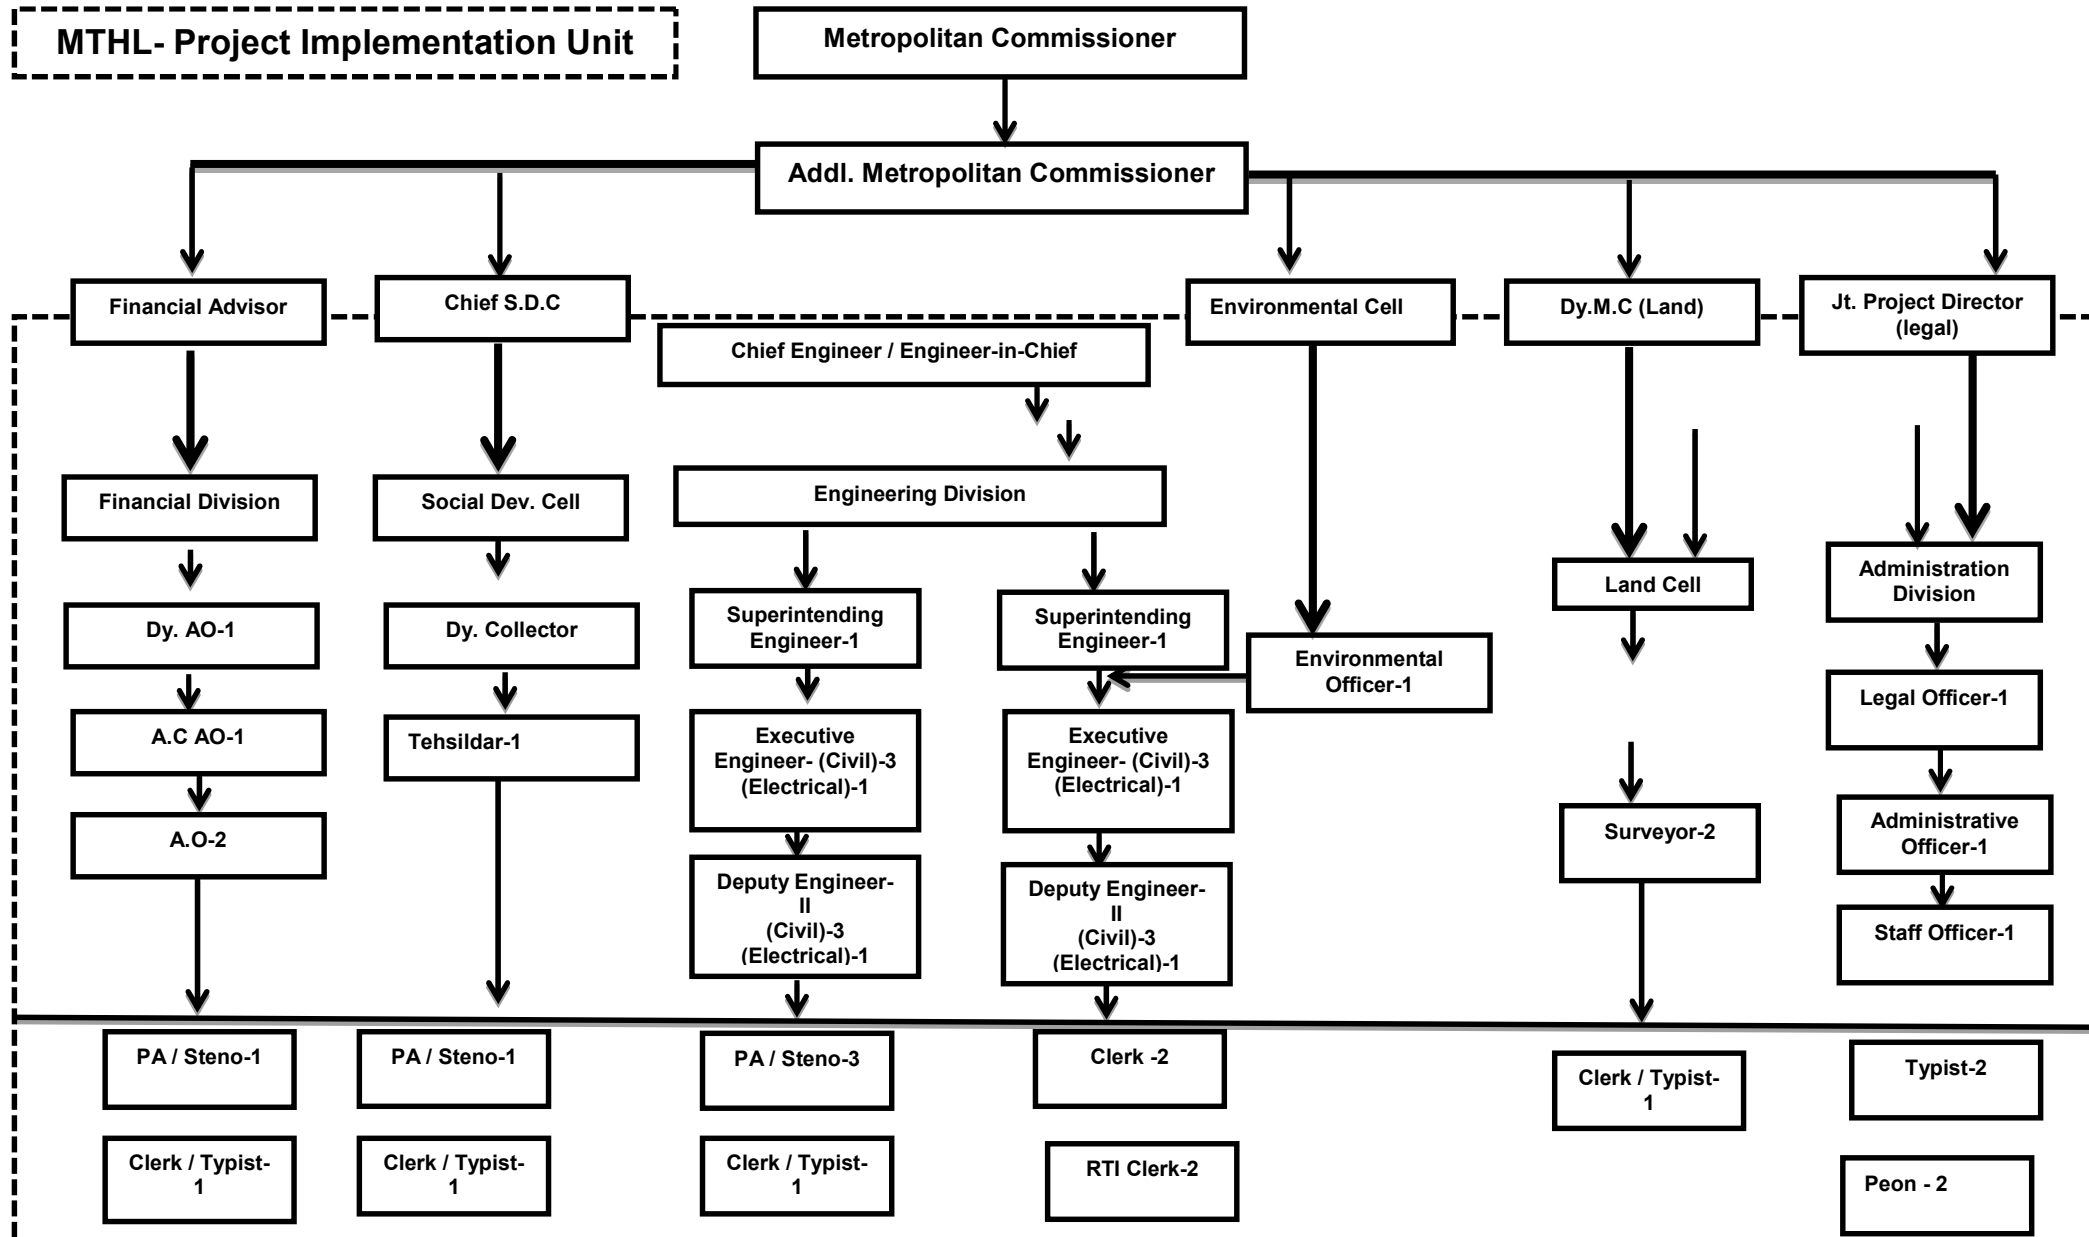 MTHL- Project Implementation Unit
Metropolitan Commissioner
Addl. Metropolitan Commissioner
Financial Advisor
Chief S.D.C
Environmental Cell
Dy.M.C (Land)
Jt. Project Director
(legal)
Chief Engineer / Engineer-in-Chief
Financial Division
Social Dev. Cell
Engineering Division
Land Cell
Administration
Division
Dy. AO-1
Dy. Collector
Superintending
Engineer-1
Superintending
Engineer-1
Environmental
Officer-1
Legal Officer-1
A.C AO-1
Tehsildar-1
Executive
Engineer- (Civil)-3
(Electrical)-1
Executive
Engineer- (Civil)-3
(Electrical)-1
A.O-2
Surveyor-2
Administrative
Officer-1
Deputy Engineer-
II
(Civil)-3
(Electrical)-1
Deputy Engineer-
II
(Civil)-3
(Electrical)-1
Staff Officer-1
PA / Steno-1
PA / Steno-1
PA / Steno-3
Clerk -2
Clerk / Typist-
1
Typist-2
Clerk / Typist-
1
Clerk / Typist-
1
Clerk / Typist-
1
RTI Clerk-2
Peon - 2